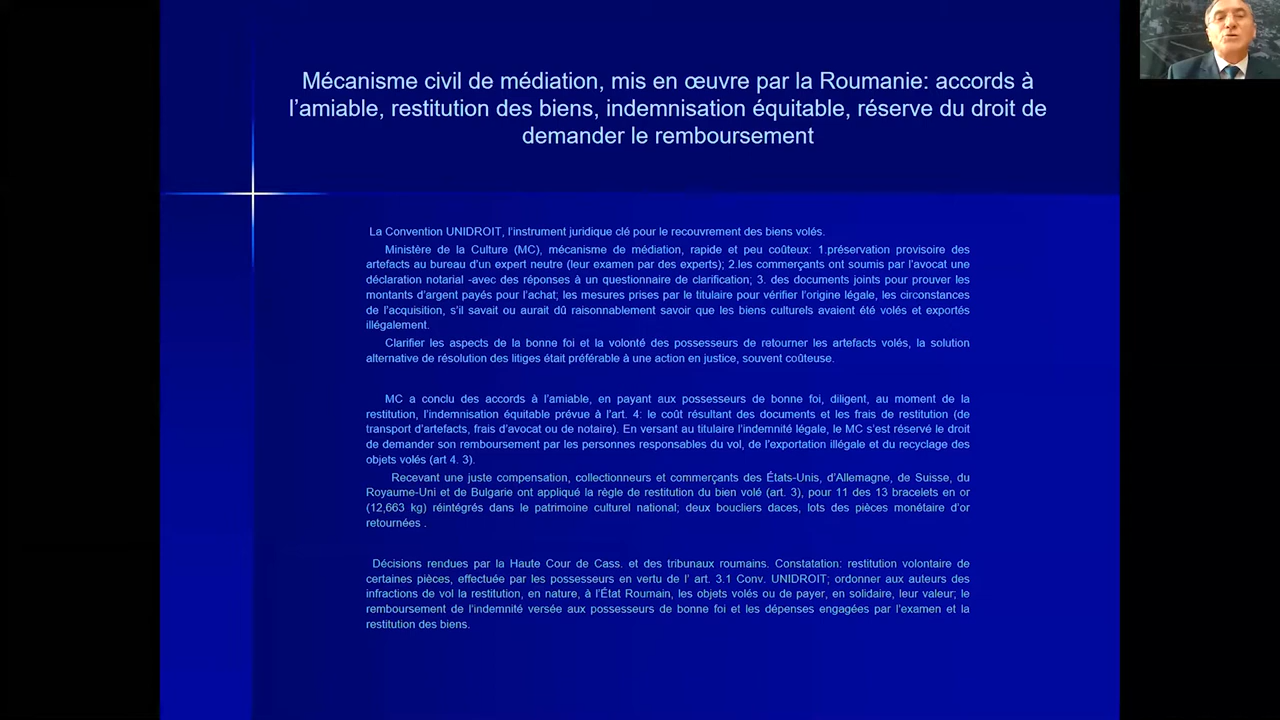 Mécanisme civil de médiation, mis en œuvre par la Roumanie: accords à
l’amiable, restitution des biens, indemnisation équitable, réserve du droit de
demander le remboursement
La Convention UNIDROIT, l’instrument juridique clé pour le recouvrement des biens volés.
Ministère de la Culture (MC), mécanisme de médiation, rapide et peu coûteux: 1.préservation provisoire des
artefacts au bureau d’un expert neutre (leur examen par des experts); 2.les commerçants ont soumis par l’avocat une
déclaration notarial -avec des réponses à un questionnaire de clarification; 3. des documents joints pour prouver les
montants d’argent payés pour l’achat; les mesures prises par le titulaire pour vérifier l’origine légale, les circonstances
de l’acquisition, s’il savait ou aurait dû raisonnablement savoir que les biens culturels avaient été volés et exportés
illégalement.
Clarifier les aspects de la bonne foi et la volonté des possesseurs de retourner les artefacts volés, la solution
alternative de résolution des litiges était préférable à une action en justice, souvent coûteuse.
MC a conclu des accords à l’amiable, en payant aux possesseurs de bonne foi, diligent, au moment de la
restitution, l’indemnisation équitable prévue à l’art. 4: le coût résultant des documents et les frais de restitution (de
transport d’artefacts, frais d’avocat ou de notaire). En versant au titulaire l’indemnité légale, le MC s’est réservé le droit
de demander son remboursement par les personnes responsables du vol, de l’exportation illégale et du recyclage des
objets volés (art 4. 3).
Recevant une juste compensation, collectionneurs et commerçants des États-Unis, d’Allemagne, de Suisse, du
Royaume-Uni et de Bulgarie ont appliqué la règle de restitution du bien volé (art. 3), pour 11 des 13 bracelets en or
(12,663 kg) réintégrés dans le patrimoine culturel national; deux boucliers daces, lots des pièces monétaire d’or
retournées .
Décisions rendues par la Haute Cour de Cass. et des tribunaux roumains. Constatation: restitution volontaire de
certaines pièces, effectuée par les possesseurs en vertu de l’ art. 3.1 Conv. UNIDROIT; ordonner aux auteurs des
infractions de vol la restitution, en nature, à l’État Roumain, les objets volés ou de payer, en solidaire, leur valeur; le
remboursement de l’indemnité versée aux possesseurs de bonne foi et les dépenses engagées par l’examen et la
restitution des biens.